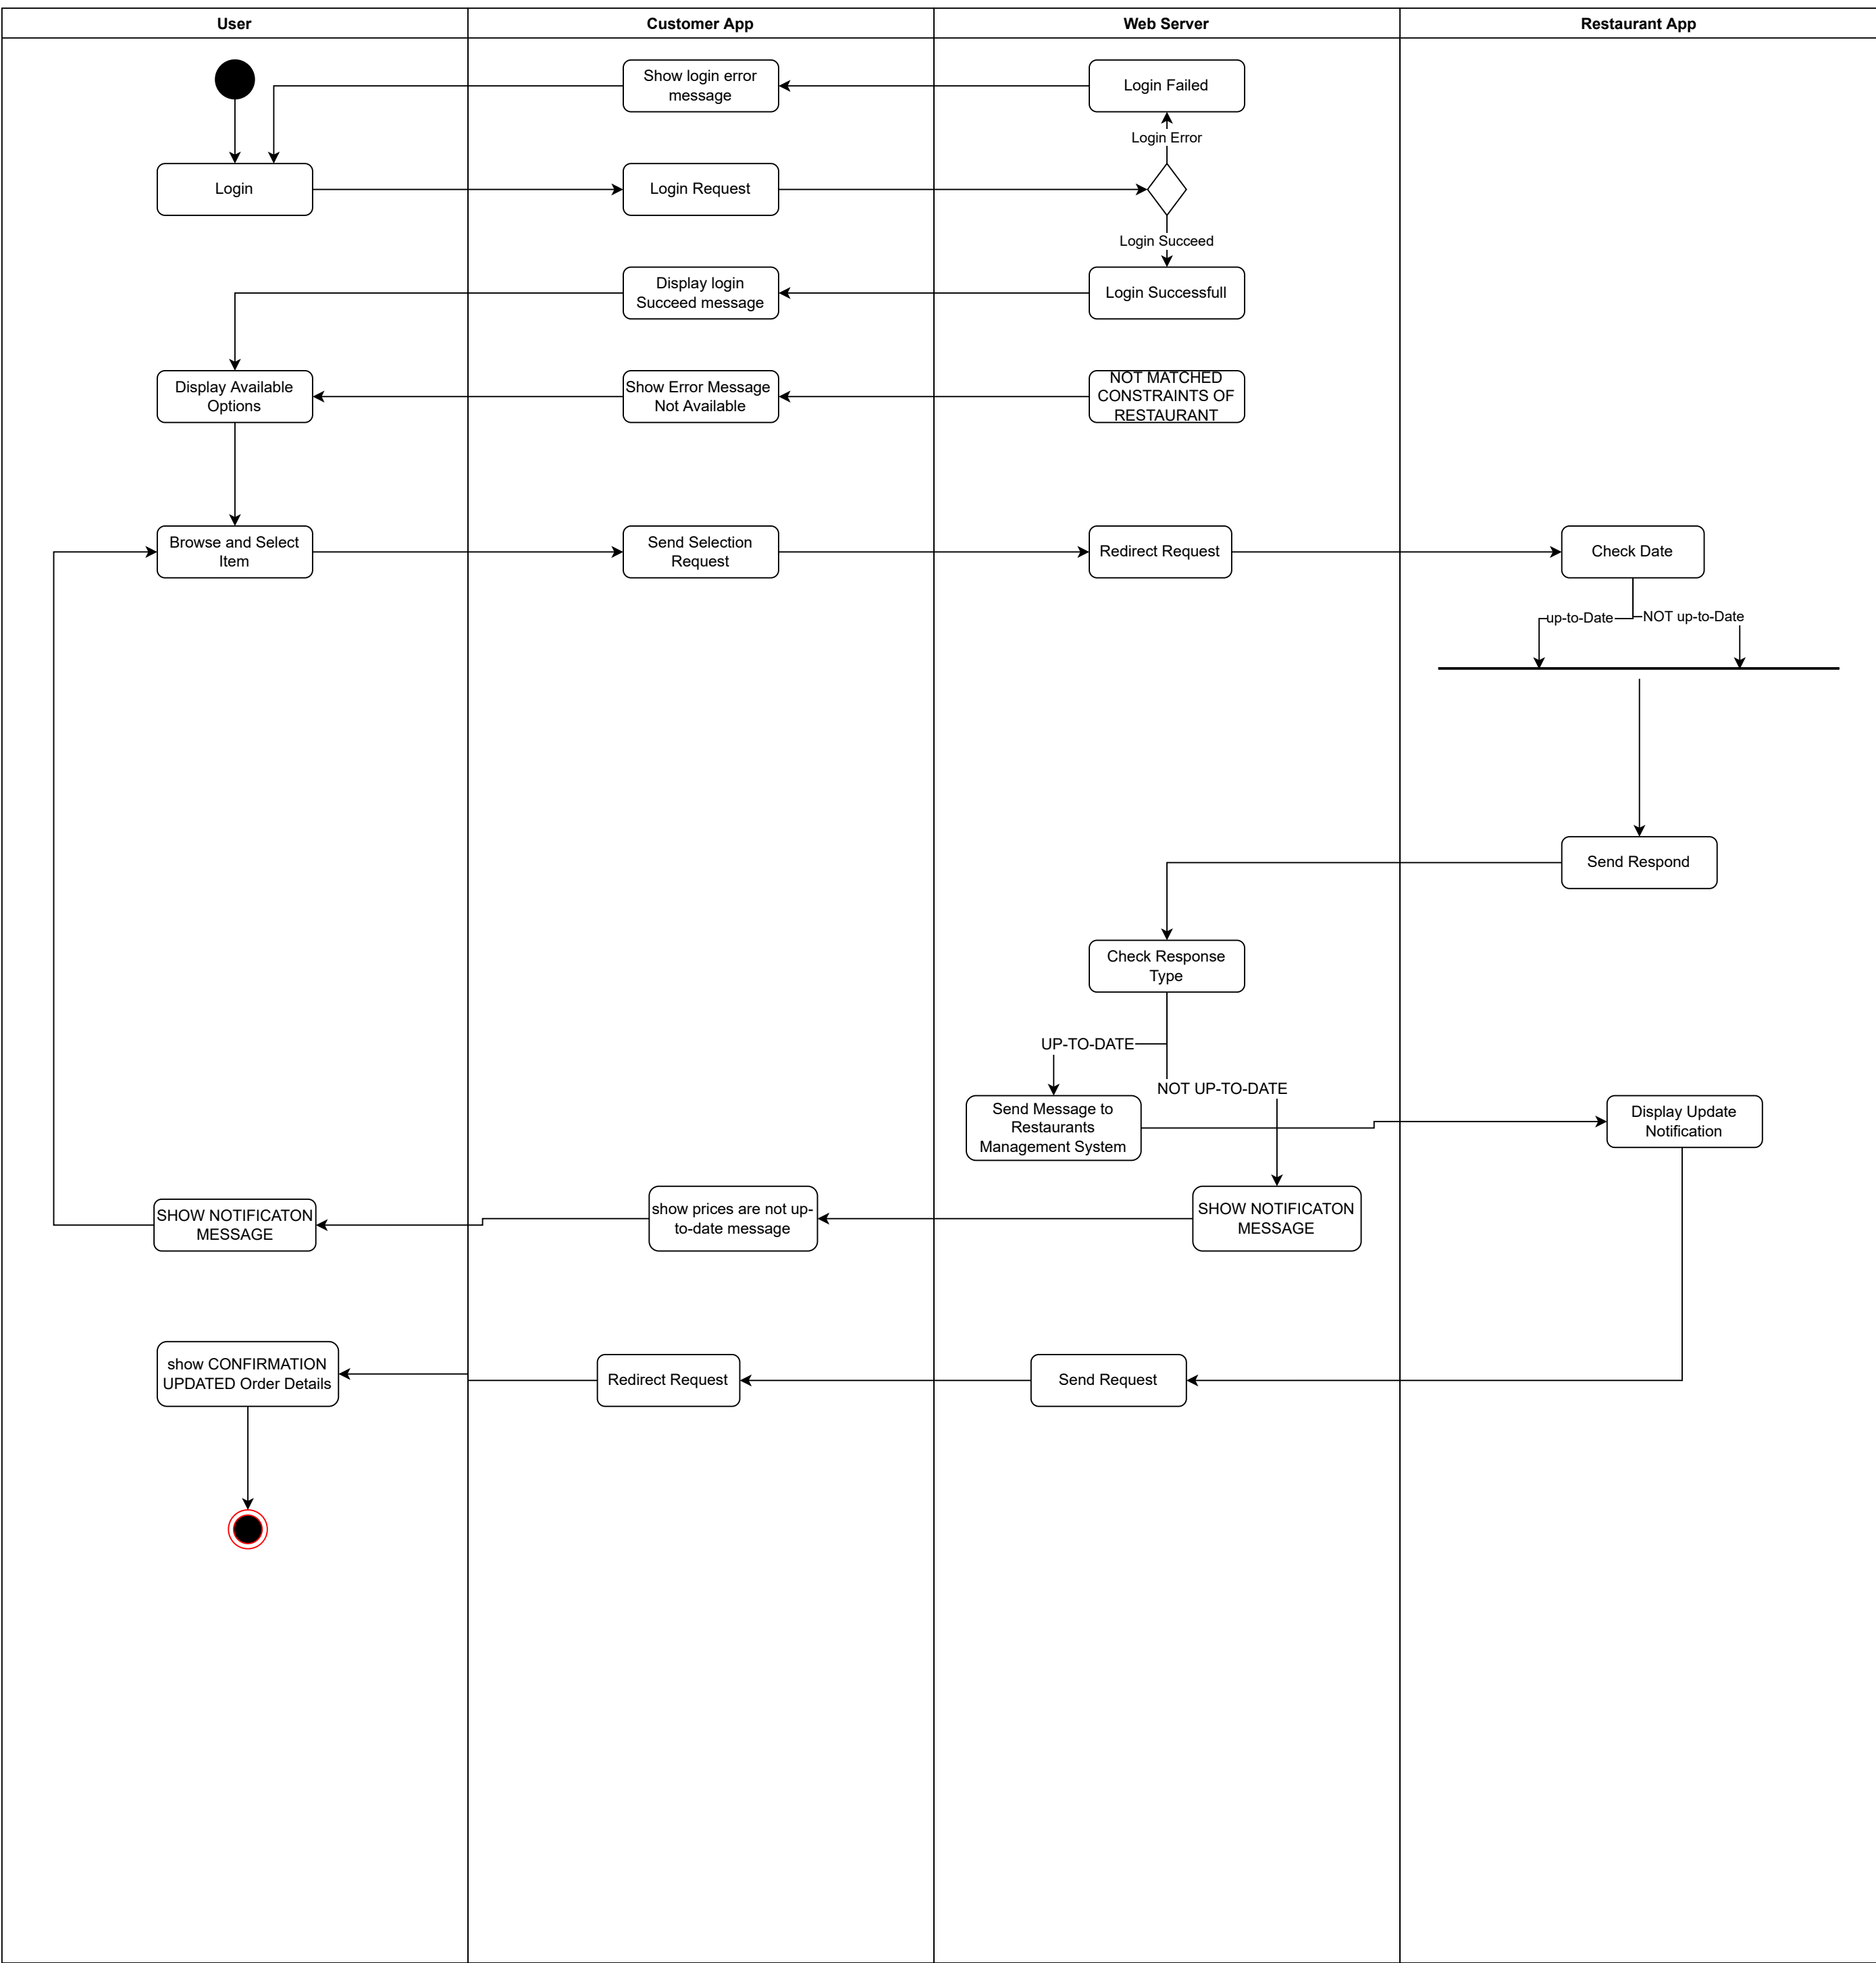 User
Customer App
Web Server
Restaurant App
Show login error
message
Login Failed
Login Error
Login
Login Request
Login Succeed
Display login
Succeed message
Login Successfull
Display Available
Options
Show Error Message
Not Available
NOT MATCHED
CONSTRAINTS OF
RESTAURANT
Browse and Select
Item
Send Selection
Request
Redirect Request
Check Date
up-to-Date
NOT up-to-Date
Send Respond
Check Response
Type
UP-TO-DATE
NOT UP-TO-DATE
Send Message to
Restaurants
Management System
Display Update
Notification
SHOW NOTIFICATON
MESSAGE
show prices are not up-
to-date message
SHOW NOTIFICATON
MESSAGE
show CONFIRMATION
UPDATED Order Details
Redirect Request
Send Request